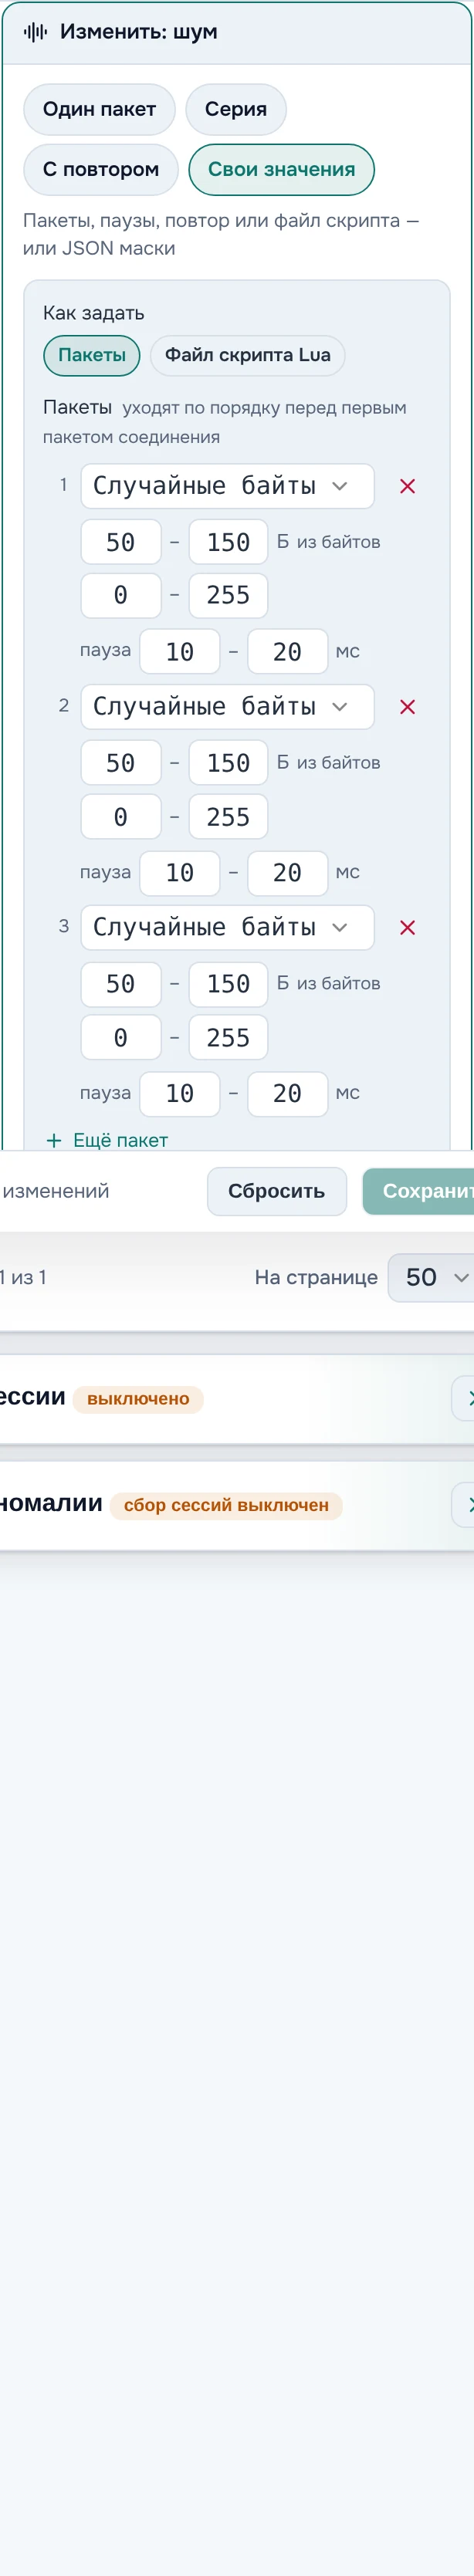 Изменить: шум
Один пакет
Серия
С повтором
Свои значения
Пакеты, паузы, повтор или файл скрипта —
или JSON маски
Как задать
Пакеты
Файл скрипта Lua
Пакеты уходят по порядку перед первым
пакетом соединения
1 Случайные байты
50 – 150 Б из байтов
0 – 255
пауза 10 – 20 мс
2 Случайные байты
50 – 150 Б из байтов
0 – 255
пауза 10 – 20 мс
3 Случайные байты
50 – 150 Б из байтов
0 – 255
пауза 10 – 20 мс
+ Ещё пакет
изменений
Сбросить
Сохранит
1 из 1
На странице 50
ессии выключено
номалии сбор сессий выключен